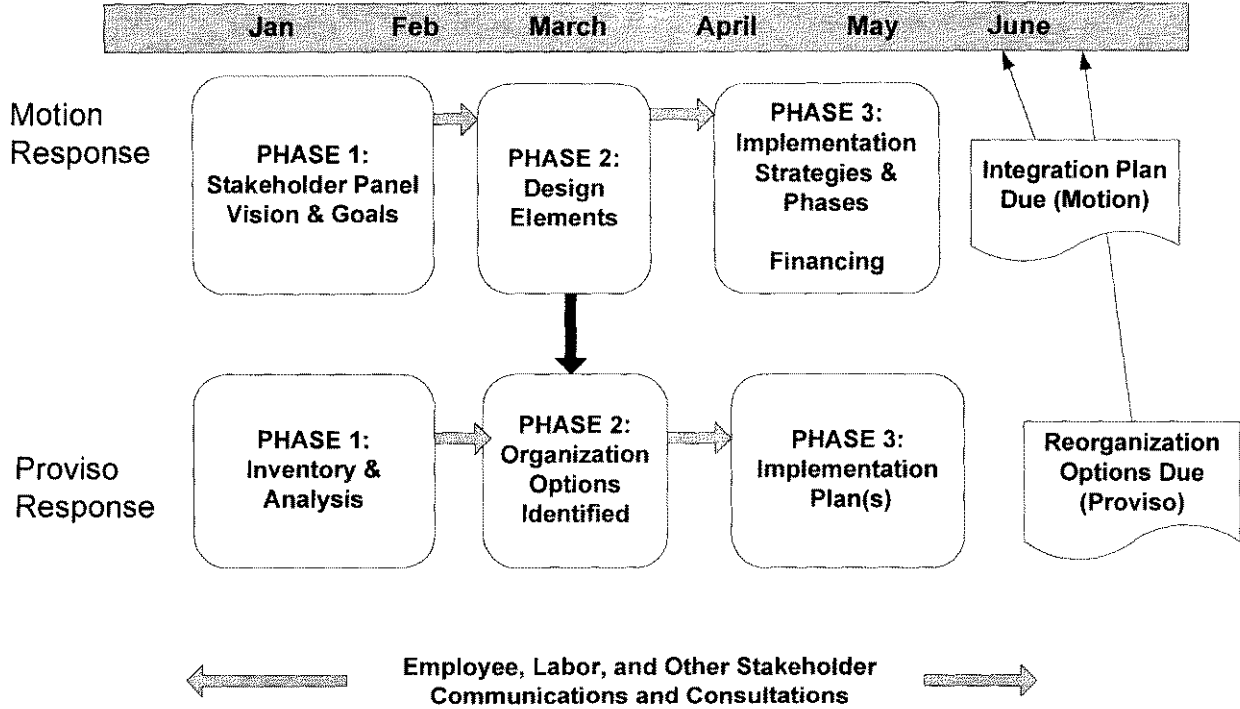 Jan Feb March April May June
Motion
Response
PHASE 1:
Stakeholder Panel
Vision & Goals
PHASE 2:
Design
Elements
PHASE 3:
Implementation
Strategies &
Phases
Financing
Integration Plan
Due (Motion)
Proviso
Response
PHASE 1:
Inventory &
Analysis
PHASE 2:
Organization
Options
Identified
PHASE 3:
Implementation
Plan(s)
Reorganization
Options Due
(Proviso)
Employee, Labor, and Other Stakeholder
Communications and Consultations